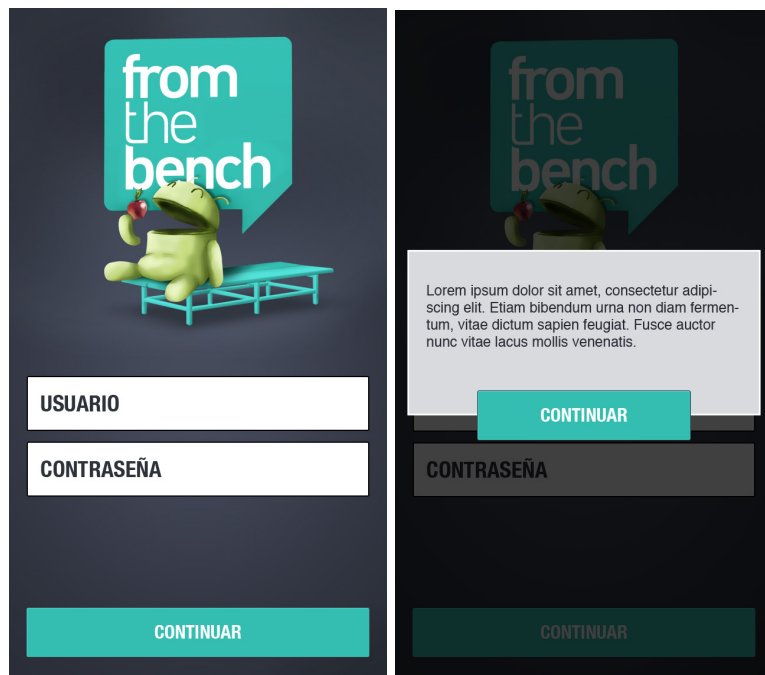 from
the
bench
USUARIO
CONTRASEÑA
CONTINUAR
from
the
bench
Lorem ipsum dolor sit amet, consectetur adipi-
scing elit. Etiam bibendum urna non diam fermen-
tum, vitae dictum sapien feugiat. Fusce auctor
nunc vitae lacus mollis venenatis.
CONTINUAR
CONTRASEÑA
CONTINUAR